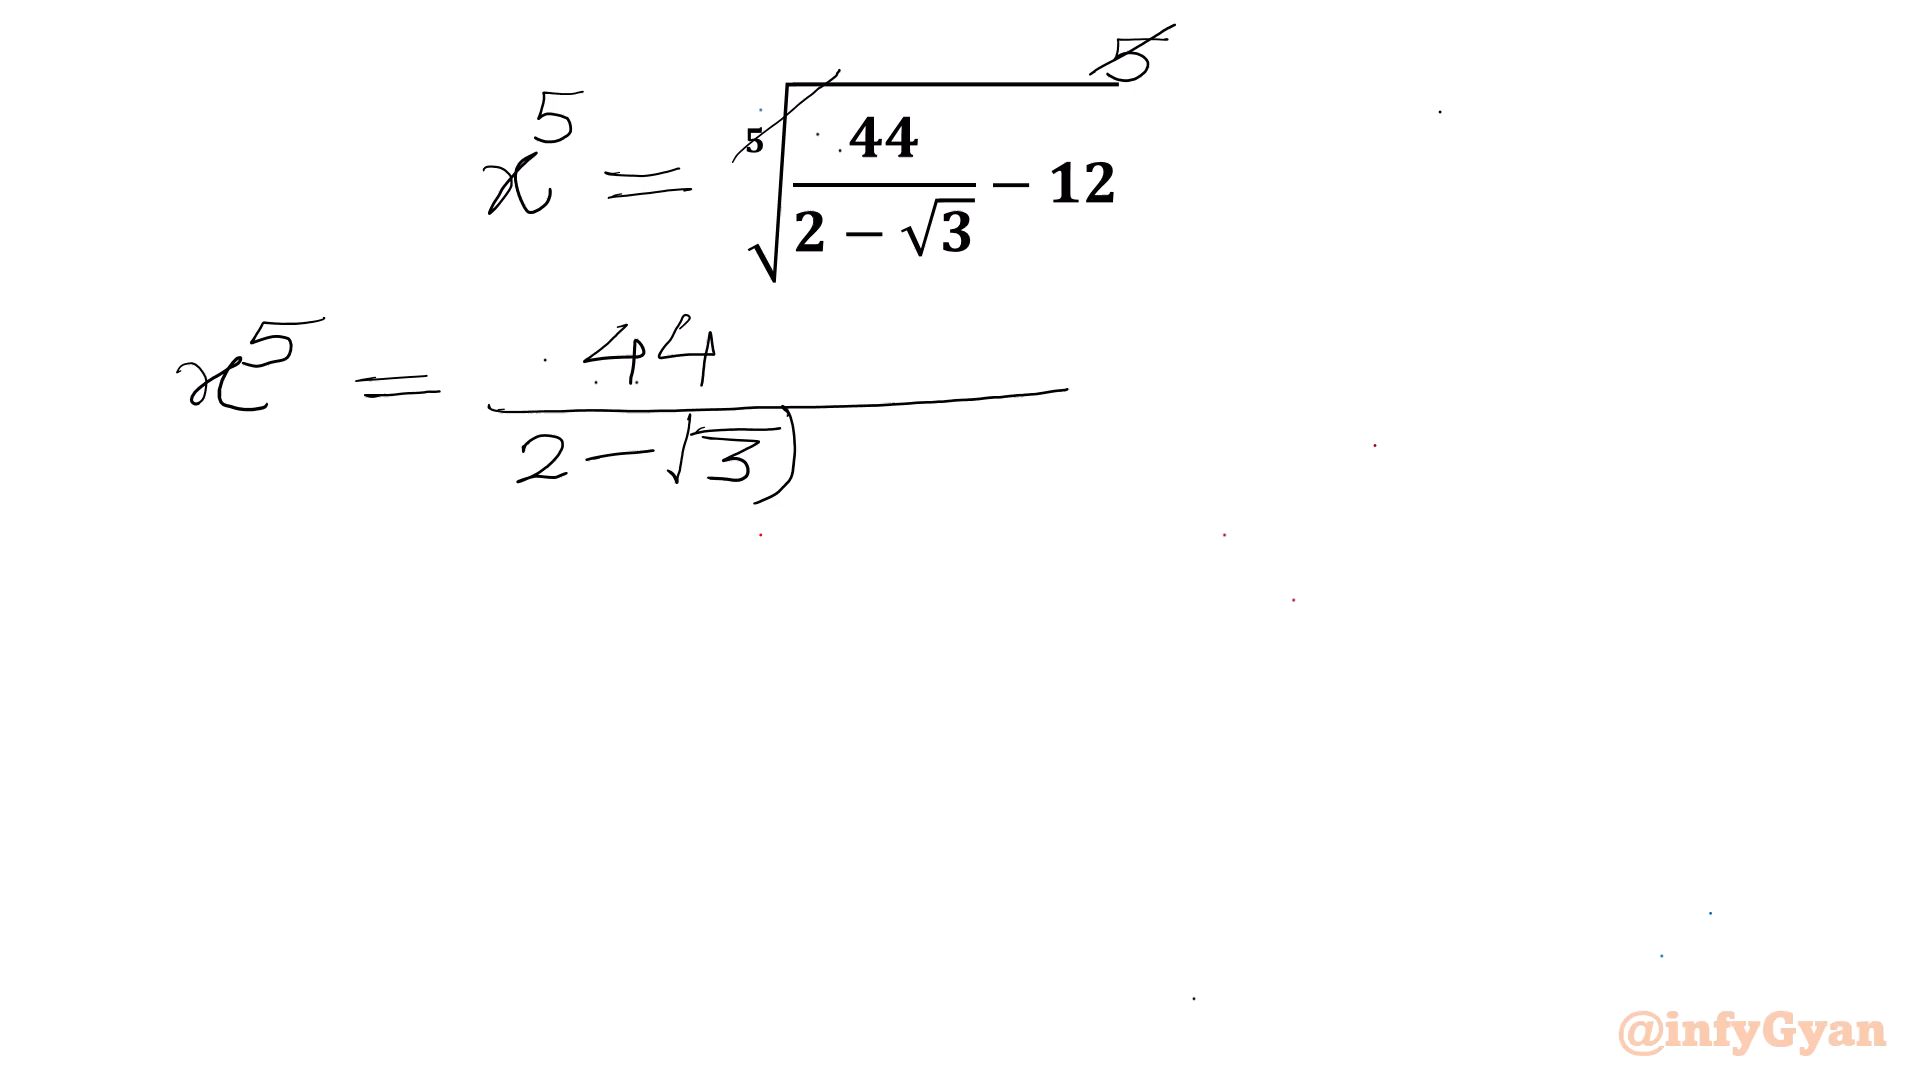 x⁵ = ⁵√(44/(2 − √3) − 12)⁵
x⁵ = 44/(2 − √3)
@infyGyan